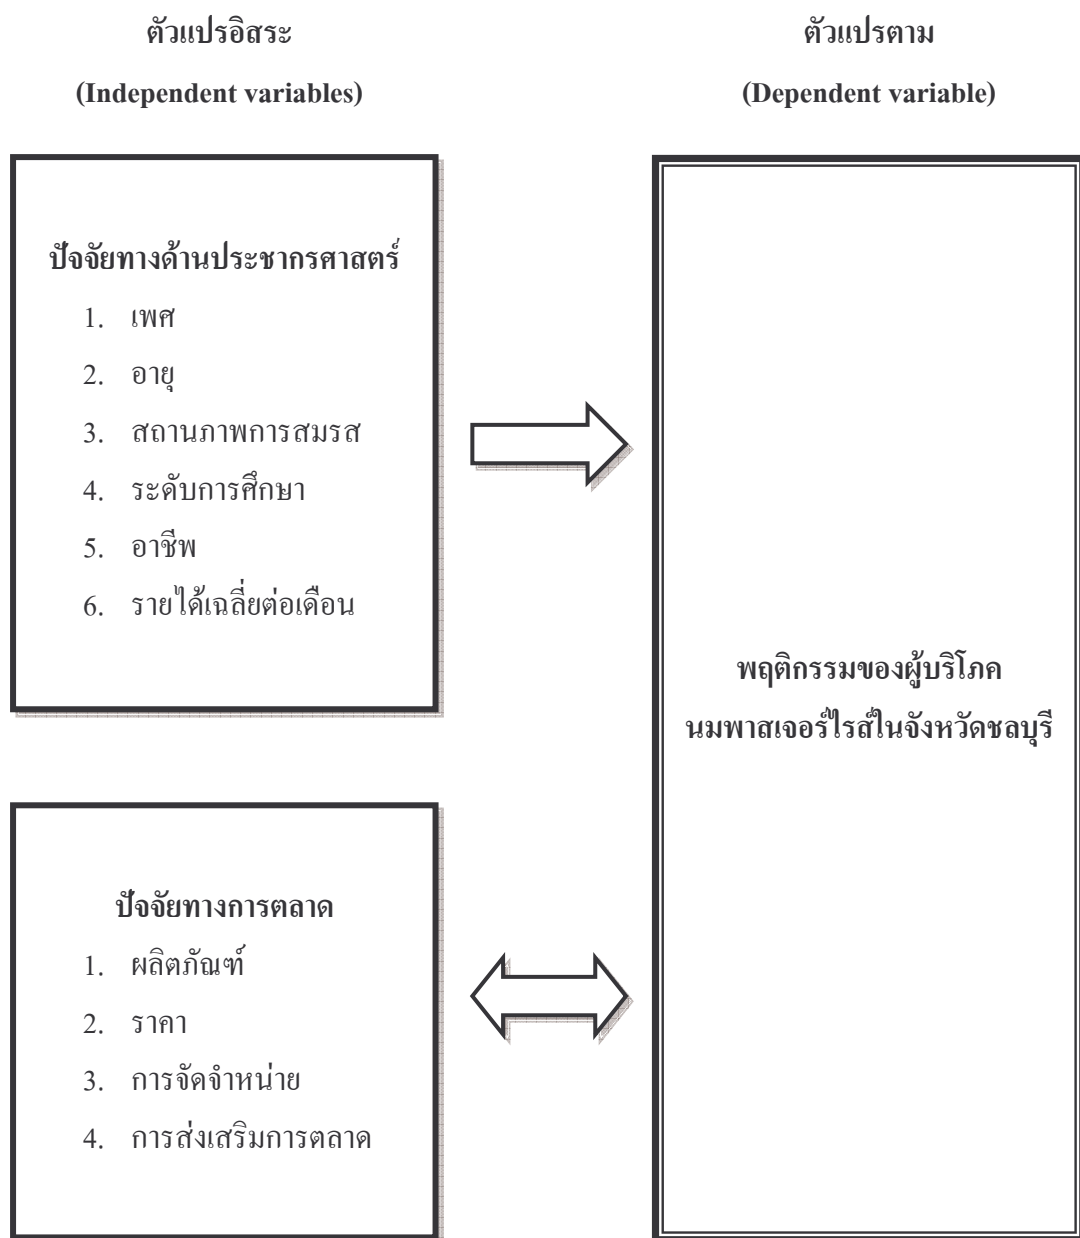 ตัวแปรอิสระ
(Independent variables)
ตัวแปรตาม
(Dependent variable)
ปัจจัยทางด้านประชากรศาสตร์
1. เพศ
2. อายุ
3. สถานภาพการสมรส
4. ระดับการศึกษา
5. อาชีพ
6. รายได้เฉลี่ยต่อเดือน
ปัจจัยทางการตลาด
1. ผลิตภัณฑ์
2. ราคา
3. การจัดจำหน่าย
4. การส่งเสริมการตลาด
พฤติกรรมของผู้บริโภค
นมพาสเจอร์ไรส์ในจังหวัดชลบุรี